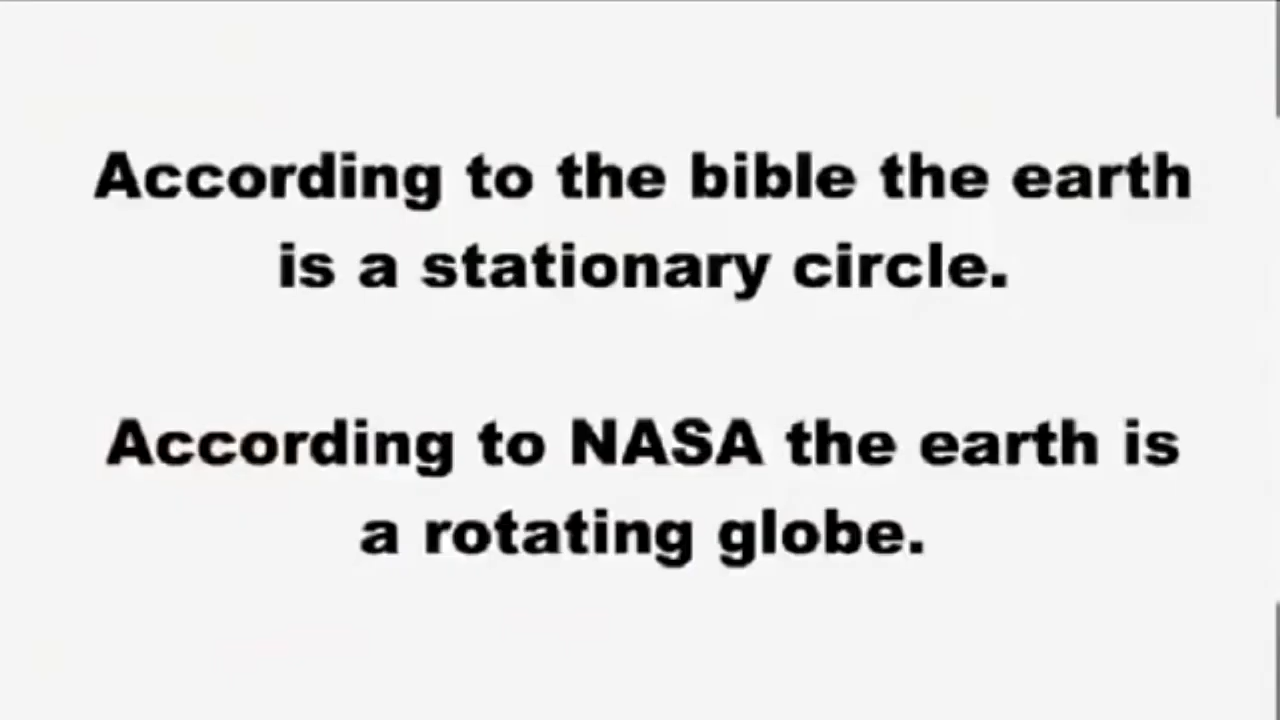 According to the bible the earth
is a stationary circle.
According to NASA the earth is
a rotating globe.